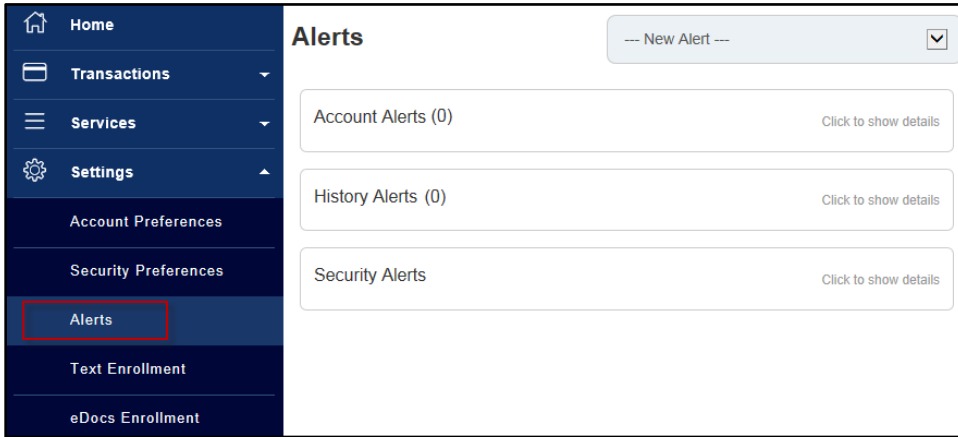 Home
Transactions
Services
Settings
Account Preferences
Security Preferences
Alerts
Text Enrollment
eDocs Enrollment
Alerts
--- New Alert ---
Account Alerts (0)
Click to show details
History Alerts (0)
Click to show details
Security Alerts
Click to show details